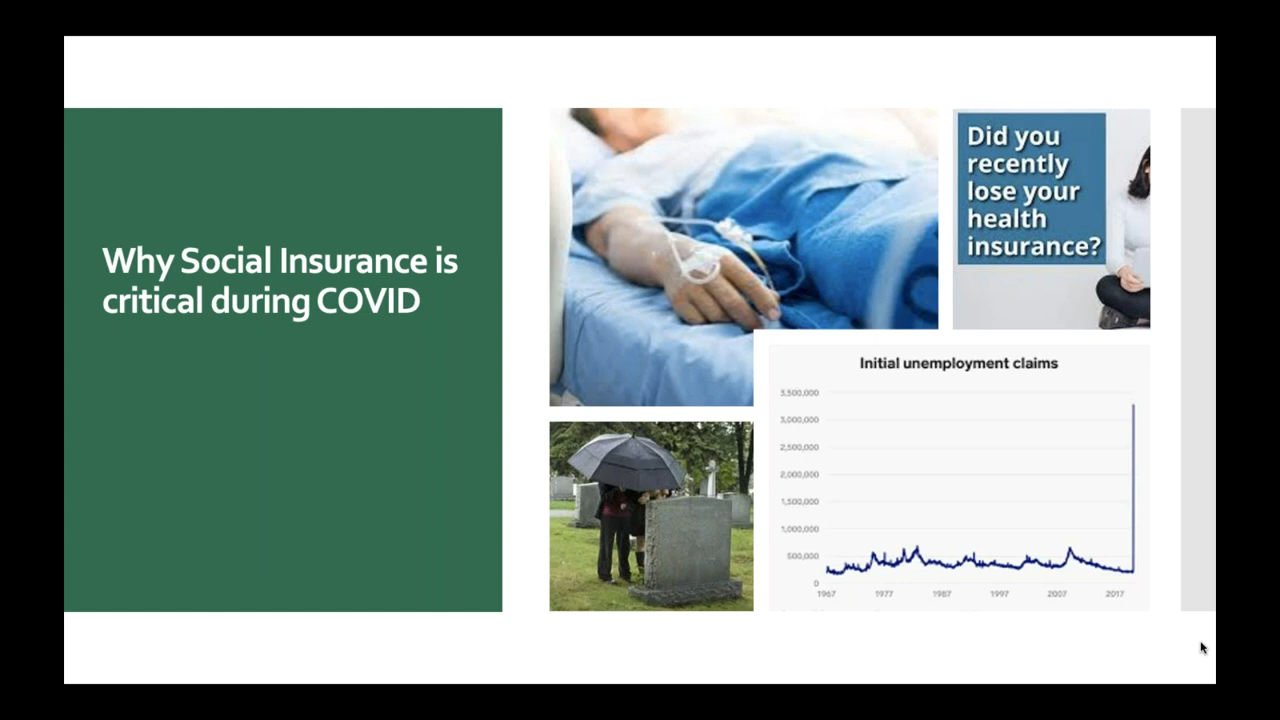 Why Social Insurance is
critical during COVID
Did you
recently
lose your
health
insurance?
Initial unemployment claims
3,500,000
3,000,000
2,500,000
2,000,000
1,500,000
1,000,000
500,000
0
1967 1977 1987 1997 2007 2017